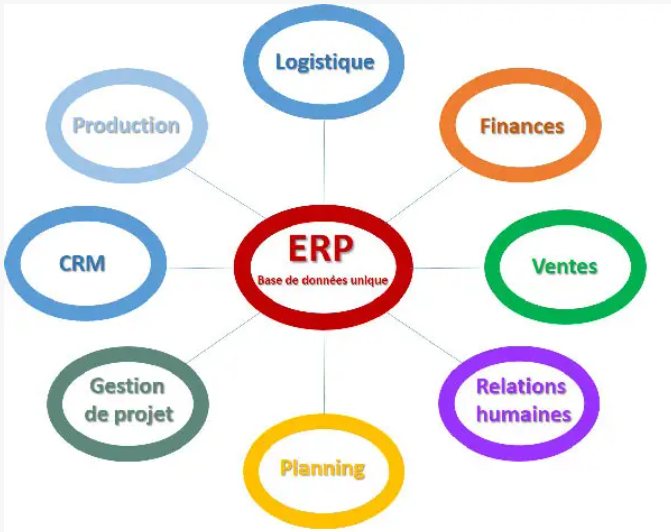 Logistique
Production
Finances
ERP
Base de données unique
CRM
Ventes
Gestion
de projet
Relations
humaines
Planning